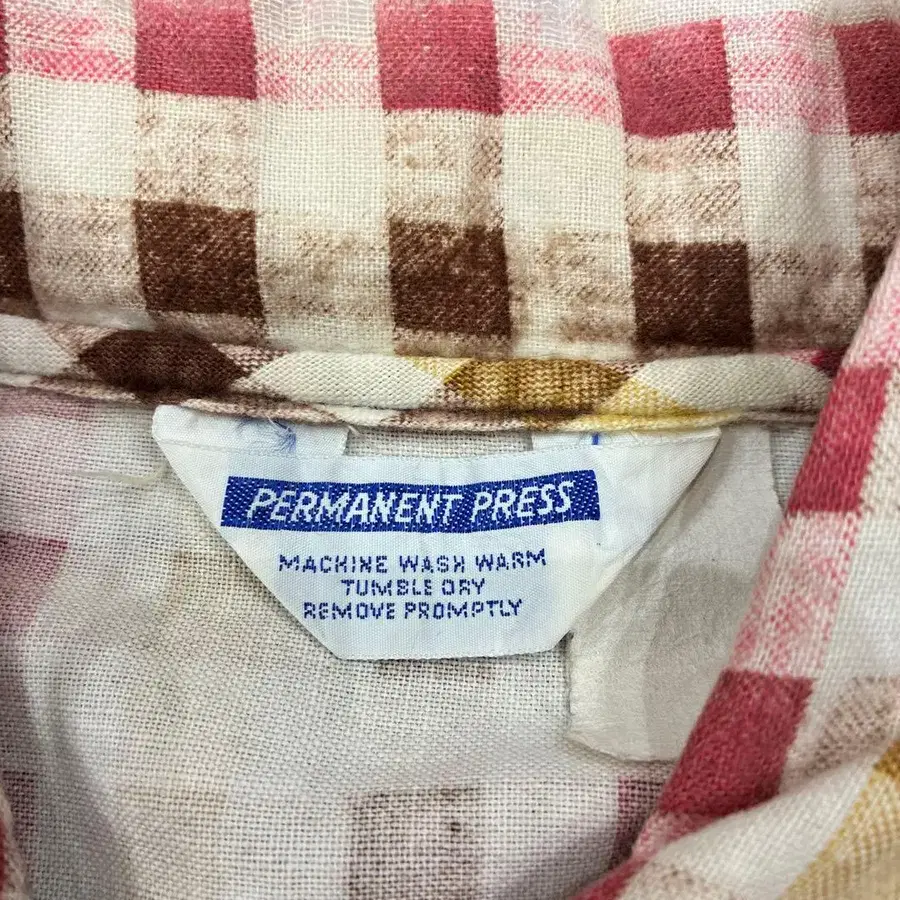 PERMANENT PRESS
MACHINE WASH WARM
TUMBLE DRY
REMOVE PROMPTLY